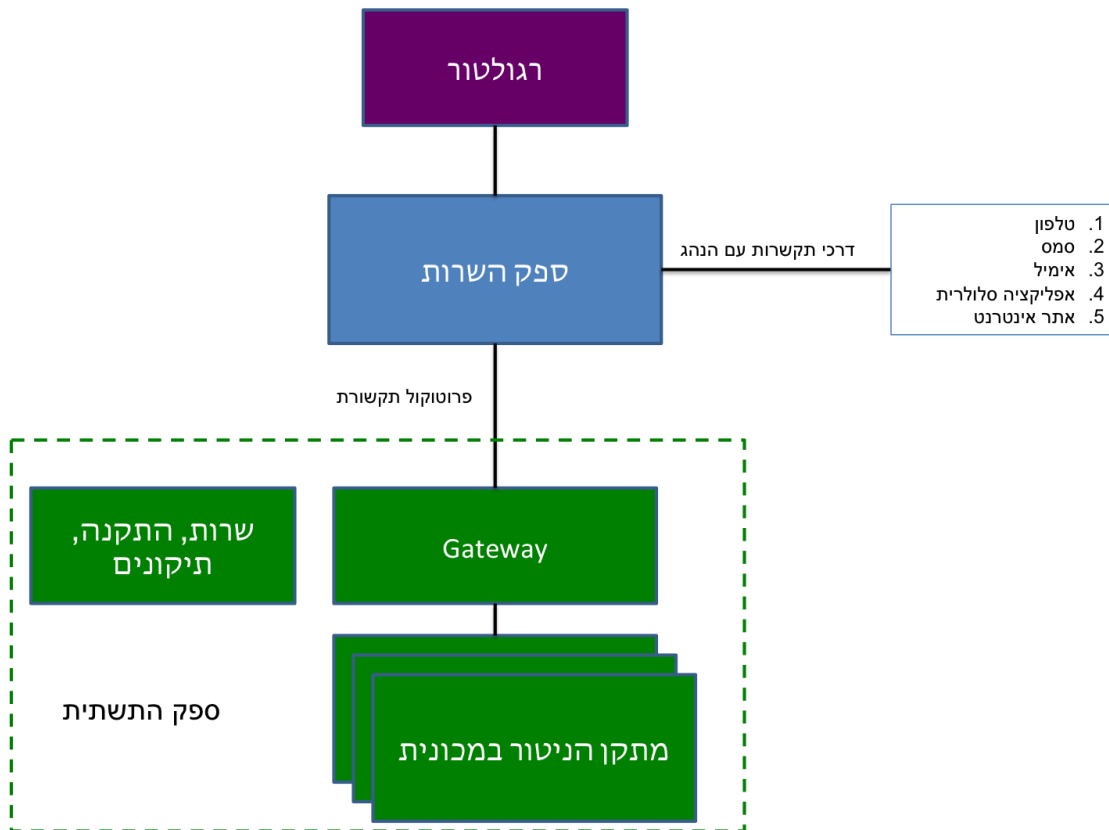 רגולטור
ספק השרות
דרכי תקשרות עם הנהג
1. טלפון
2. סמס
3. אימיל
4. אפליקציה סלולרית
5. אתר אינטרנט
פרוטוקול תקשורת
שרות, התקנה,
תיקונים
Gateway
ספק התשתית
מתקן הניטור במכונית